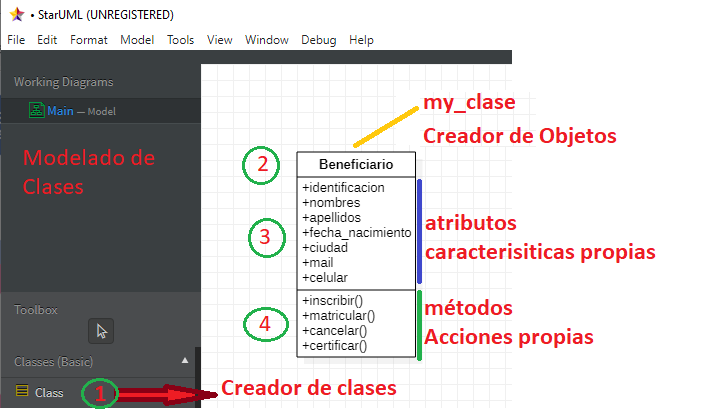 • StarUML (UNREGISTERED)
File Edit Format Model Tools View Window Debug Help
Working Diagrams
Main — Model
Modelado de
Clases
my_clase
Creador de Objetos
2
Beneficiario
3
+identificacion
+nombres
+apellidos
+fecha_nacimiento
+ciudad
+mail
+celular
atributos
caracterisiticas propias
4
+inscribir()
+matricular()
+cancelar()
+certificar()
métodos
Acciones propias
Toolbox
Classes (Basic)
Class
1
Creador de clases